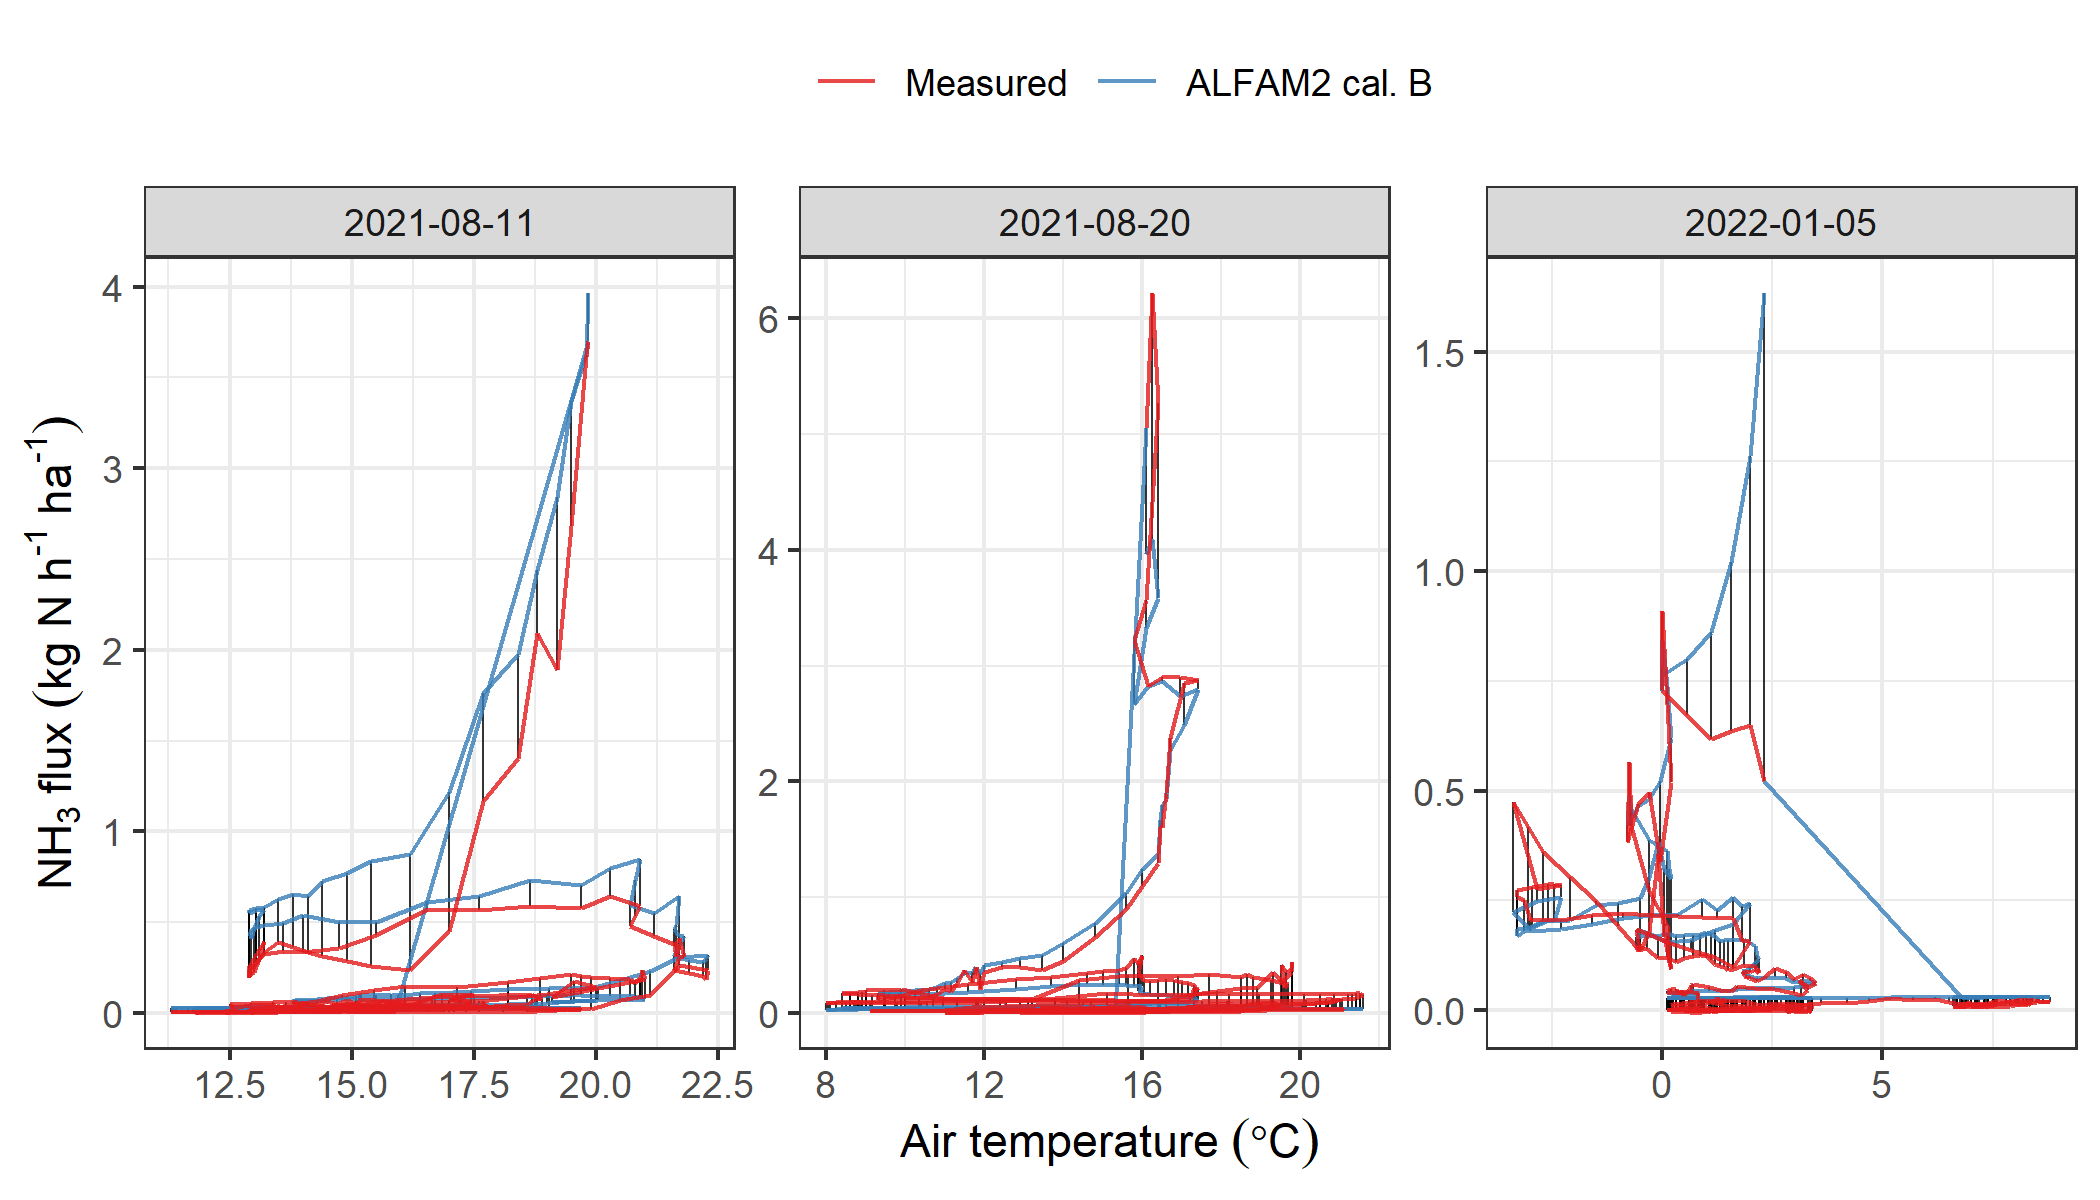 Measured ALFAM2 cal. B
2021-08-11 2021-08-20 2022-01-05
NH₃ flux (kg N h⁻¹ ha⁻¹)
4
3
2
1
0
6
4
2
0
1.5
1.0
0.5
0.0
12.5 15.0 17.5 20.0 22.5
8 12 16 20
0 5
Air temperature (°C)